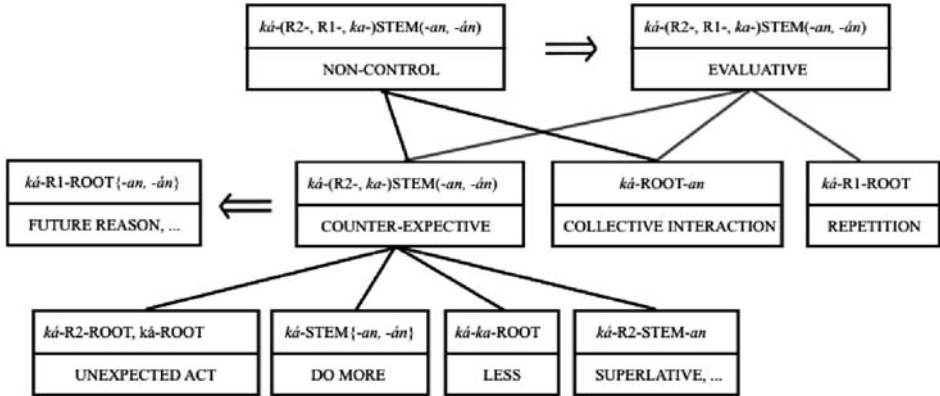 ká-(R2-, R1-, ka-)STEM(-an, -án)
NON-CONTROL
⇒
ká-(R2-, R1-, ka-)STEM(-an, -án)
EVALUATIVE
ká-R1-ROOT{-an, -án}
FUTURE REASON, ...
⇐
ká-(R2-, ka-)STEM(-an, -án)
COUNTER-EXPECTIVE
ká-ROOT-an
COLLECTIVE INTERACTION
ká-R1-ROOT
REPETITION
ká-R2-ROOT, ká-ROOT
UNEXPECTED ACT
ká-STEM{-an, -án}
DO MORE
ká-ka-ROOT
LESS
ká-R2-STEM-an
SUPERLATIVE, ...